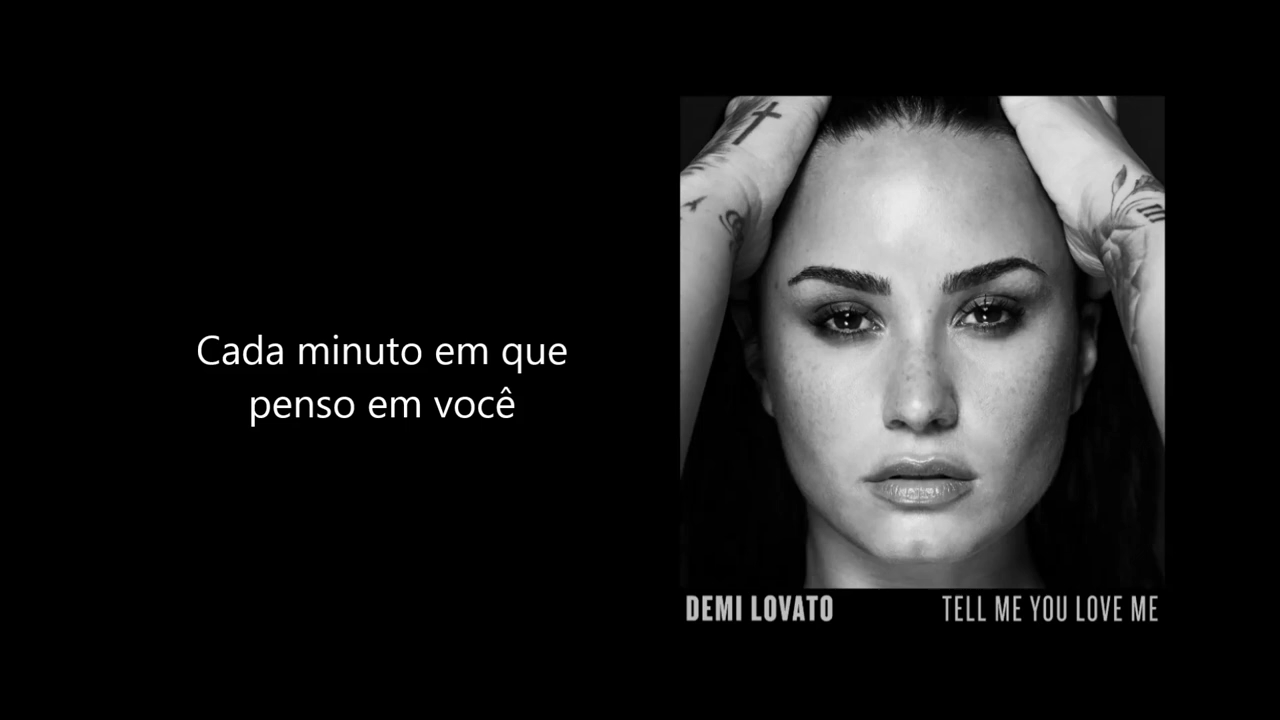 Cada minuto em que
penso em você
DEMI LOVATO
TELL ME YOU LOVE ME